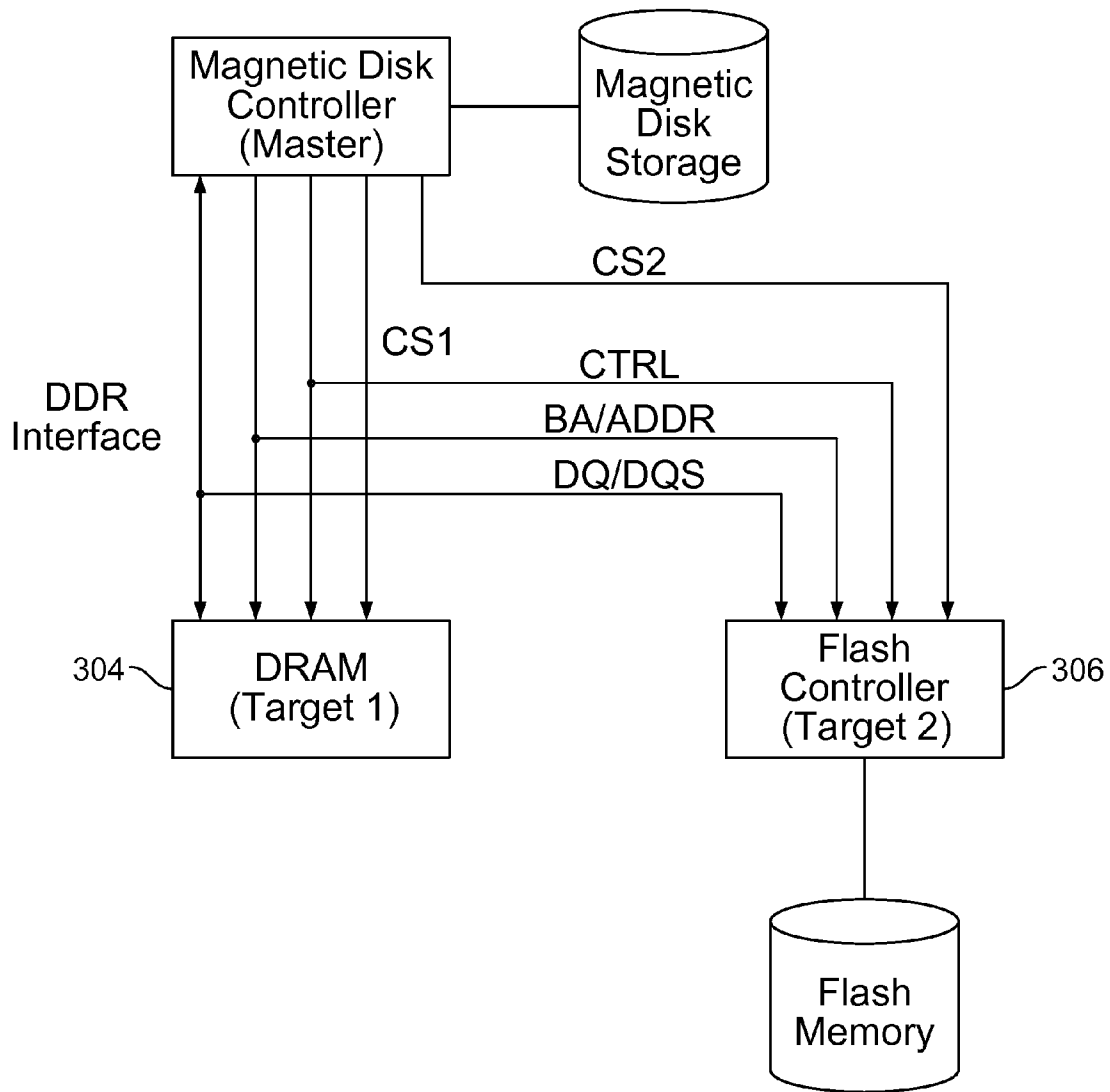 Magnetic Disk
Controller
(Master)
Magnetic
Disk
Storage
CS2
CS1
CTRL
DDR
Interface
BA/ADDR
DQ/DQS
304
DRAM
(Target 1)
Flash
Controller
(Target 2)
306
Flash
Memory